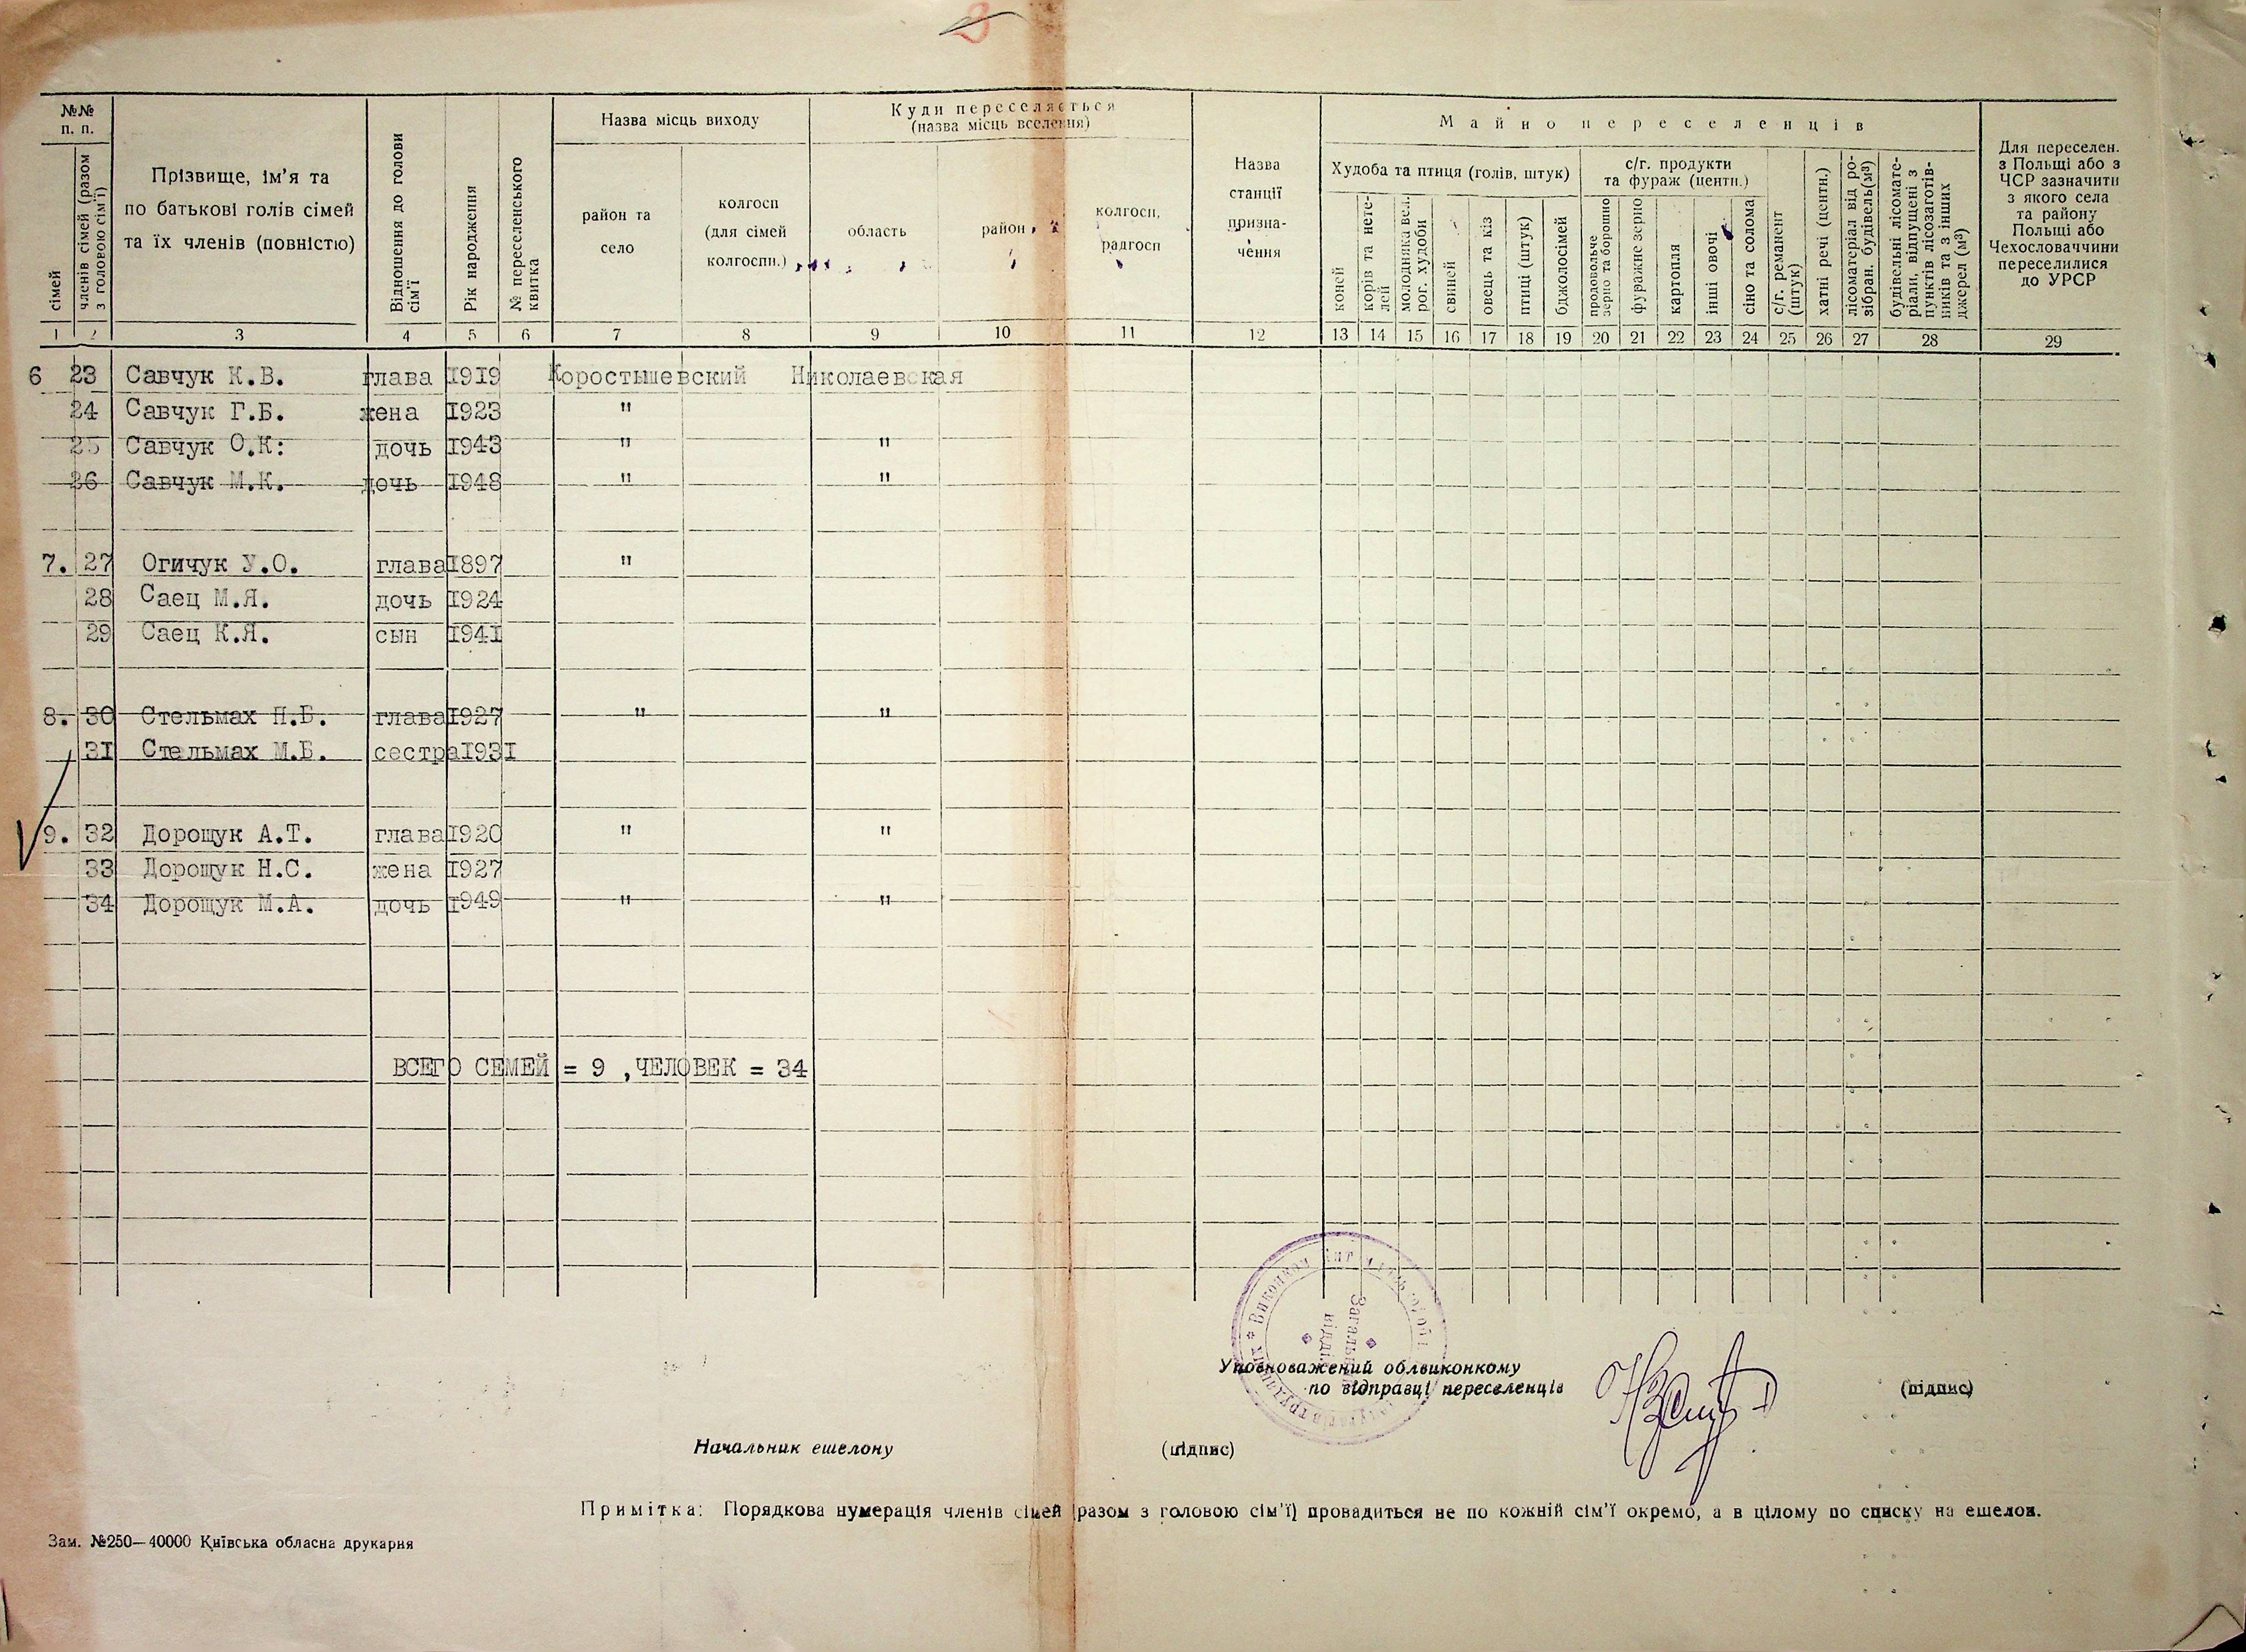 8
№№ п. п.
сімей
членів сімей (разом з головою сім'ї)
Прізвище, ім'я та по батькові голів сімей та їх членів (повністю)
Відношення до голови сім'ї
Рік народження
№ переселенського квитка
Назва місць виходу
район та село
колгосп (для сімей колгоспн.)
Куди переселяється
(назва місць вселення)
область
район
колгосп, радгосп
Назва станції призначення
Майно переселенців
Худоба та птиця (голів, штук)
коней
корів та нетелей
молодняка вел. рог. худоби
свиней
овець та кіз
птиці (штук)
бджолосімей
с/г. продукти та фураж (центн.)
продовольче зерно та борошно
фуражне зерно
картопля
інші овочі
сіно та солома
с/г. реманент (штук)
хатні речі (центн.)
лісоматеріал від розібран. будівель (м³)
будівельні лісоматеріали, відпущені з пунктів лісозаготівників та з інших джерел (м³)
Для переселен. з Польщі або з ЧСР зазначити з якого села та району Польщі або Чехословаччини переселилися до УРСР
1 2 3 4 5 6 7 8 9 10 11 12 13 14 15 16 17 18 19 20 21 22 23 24 25 26 27 28 29
6 23 Савчук К.В. глава 1919 Коростышевский Николаевская
24 Савчук Г.Б. жена 1923 "
25 Савчук О.К: дочь 1943 " "
26 Савчук М.К. дочь 1948 " "
7. 27 Огичук У.О. глава 1897 "
28 Саец М.Я. дочь 1924
29 Саец К.Я. сын 1941
8. 30 Стельмах Н.Б. глава 1927 " "
31 Стельмах М.Б. сестра 1931
9. 32 Дорощук А.Т. глава 1920 " "
33 Дорощук Н.С. жена 1927
34 Дорощук М.А. дочь 1949 " "
ВСЕГО СЕМЕЙ = 9 ,ЧЕЛОВЕК = 34
Загальний відділ
Уповноважений облвиконкому
по відправці переселенців
(підпис)
Начальник ешелону (підпис)
Примітка: Порядкова нумерація членів сімей (разом з головою сім'ї) провадиться не по кожній сім'ї окремо, а в цілому по списку на ешелон.
Зам. №250—40000 Київська обласна друкарня